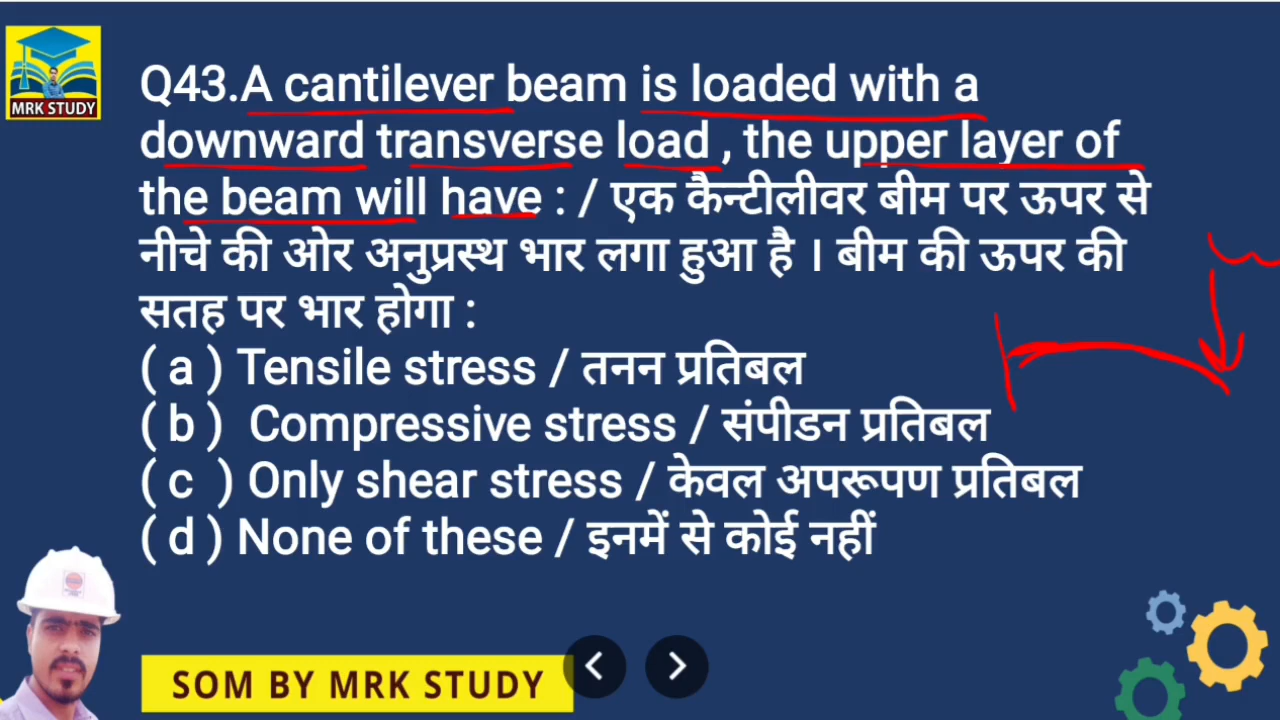 MRK STUDY
Q43.A cantilever beam is loaded with a
downward transverse load , the upper layer of
the beam will have : / एक कैन्टीलीवर बीम पर ऊपर से
नीचे की ओर अनुप्रस्थ भार लगा हुआ है । बीम की ऊपर की
सतह पर भार होगा :
( a ) Tensile stress / तनन प्रतिबल
( b )  Compressive stress / संपीडन प्रतिबल
( c  ) Only shear stress / केवल अपरूपण प्रतिबल
( d ) None of these / इनमें से कोई नहीं
SOM BY MRK STUDY